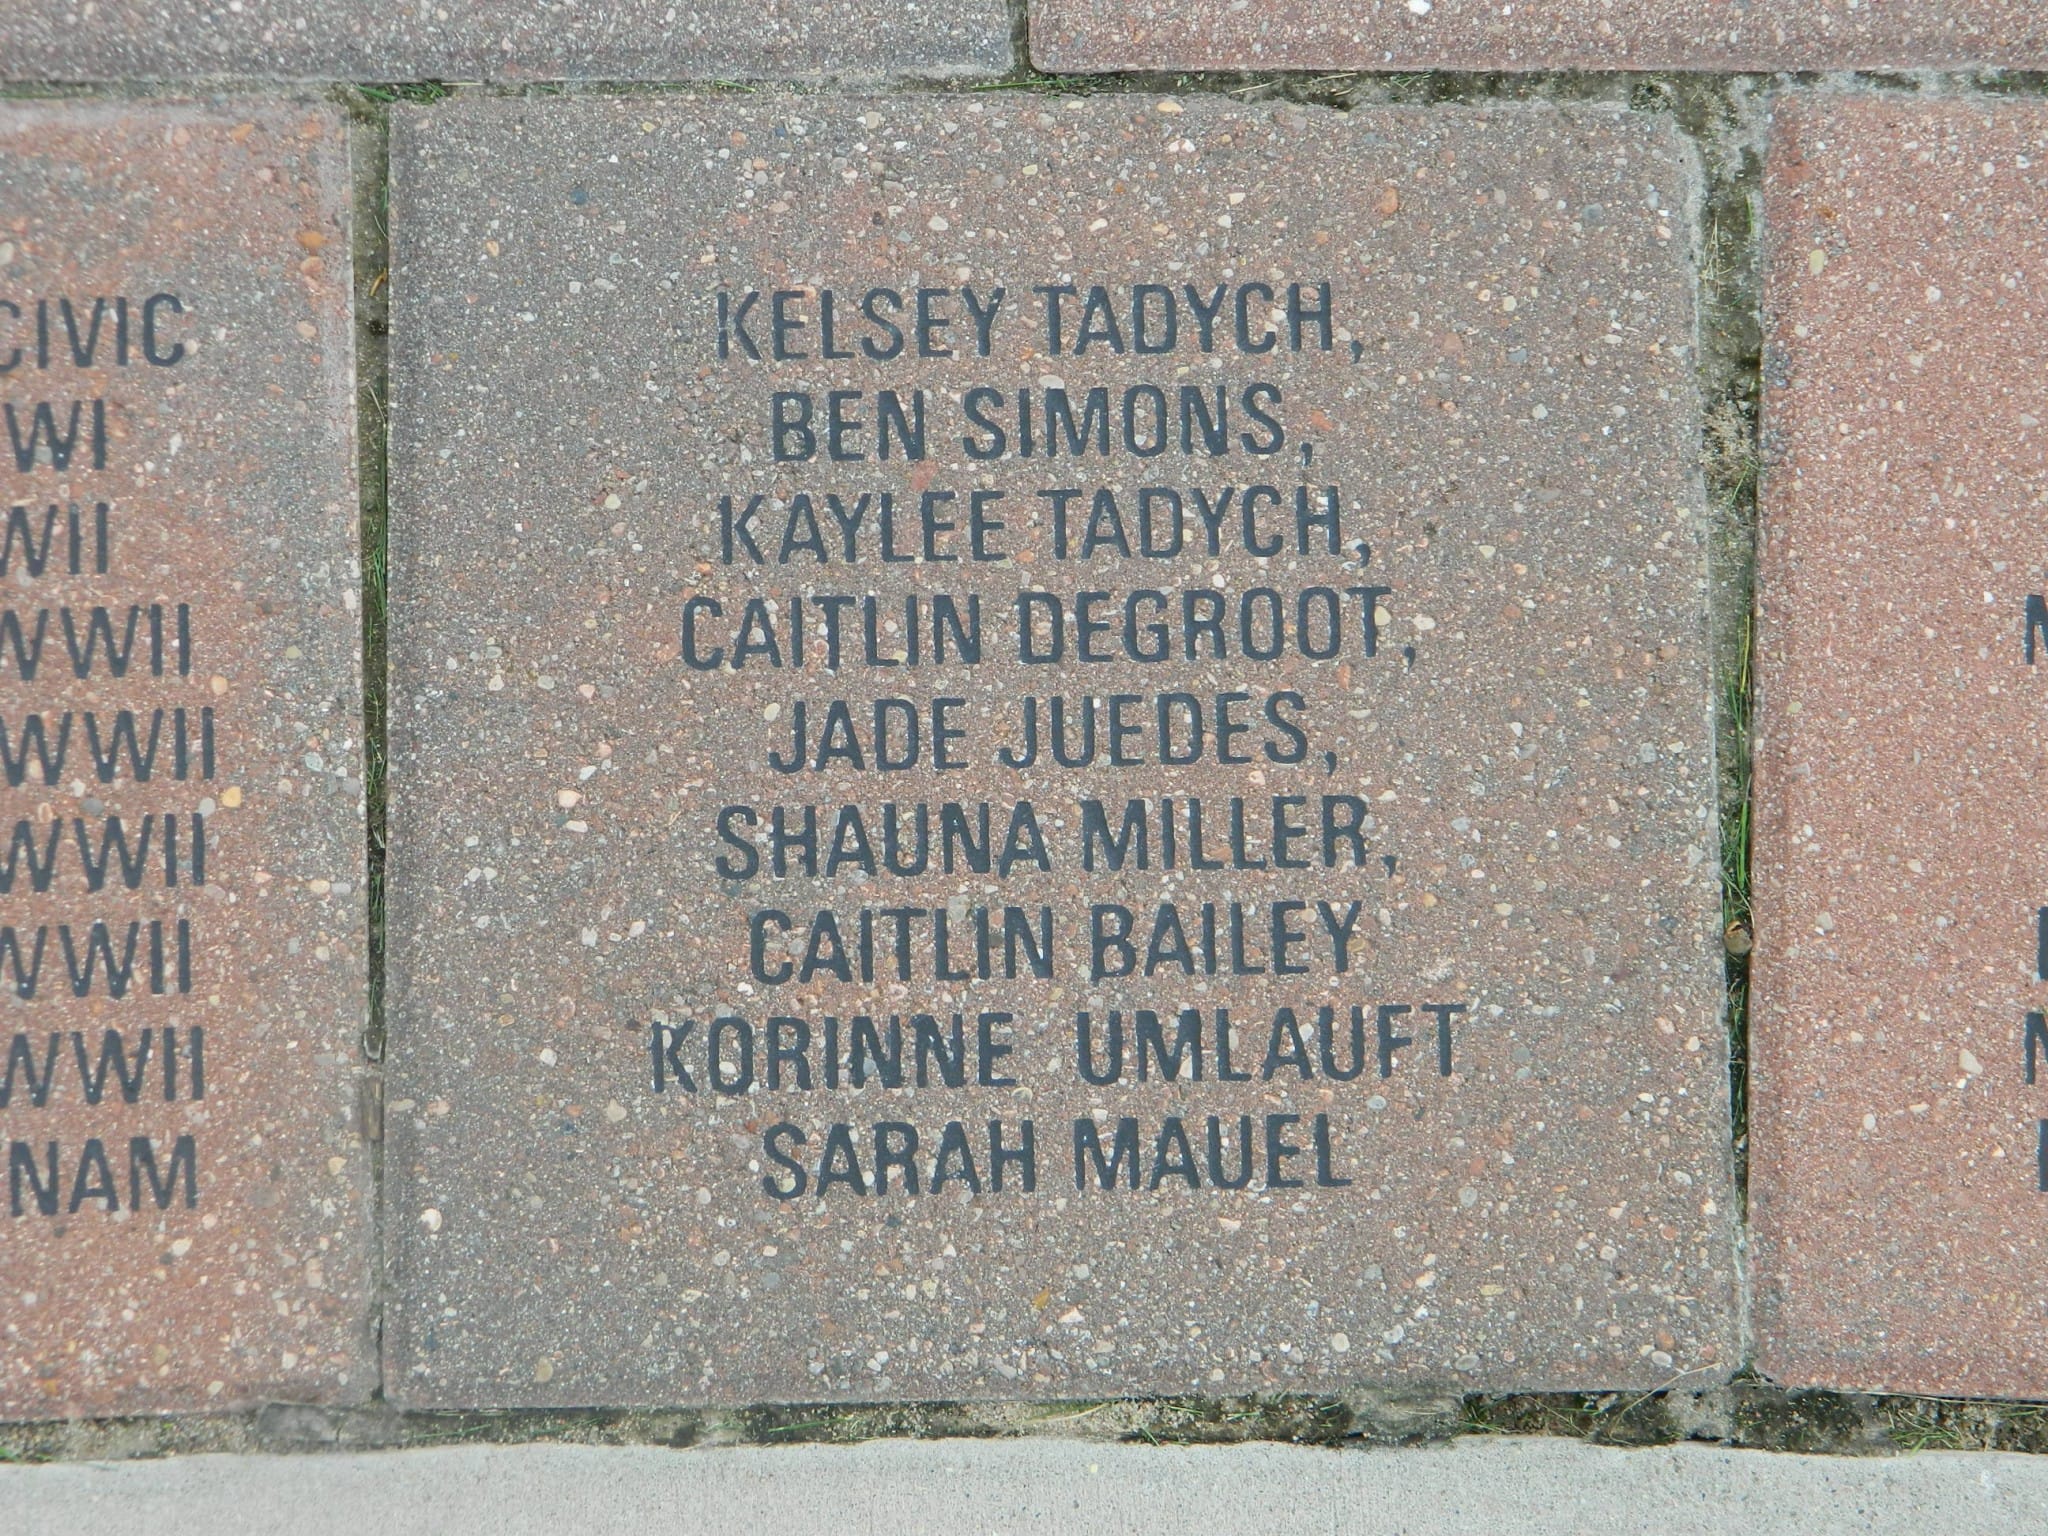 CIVIC
WI
WII
WWII
WWII
WWII
WWII
WWII
NAM
KELSEY TADYCH,
BEN SIMONS,
KAYLEE TADYCH,
CAITLIN DEGROOT,
JADE JUEDES,
SHAUNA MILLER,
CAITLIN BAILEY
KORINNE UMLAUFT
SARAH MAUEL